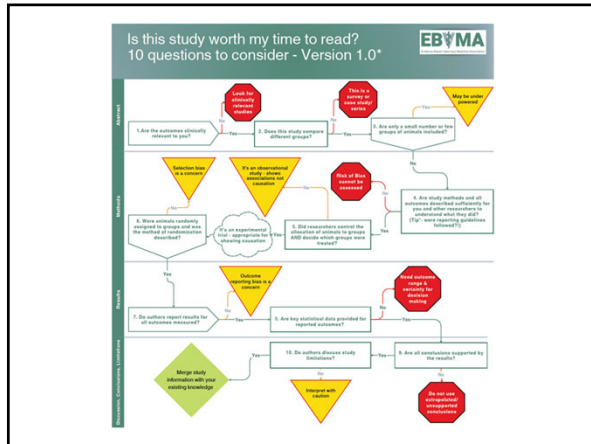 Is this study worth my time to read?
10 questions to consider - Version 1.0*
EBVMA
Abstract
Look for
clinically
relevant
studies
This is a
survey or
case study/
series
May be under
powered
No
No
Yes
1.Are the outcomes clinically
relevant to you?
Yes
2. Does this study compare
different groups?
Yes
3. Are only a small number or few
groups of animals included?
No
Methods
Selection bias
is a concern
It's an observational
study - shows
associations not
causation
Risk of Bias
cannot be
assessed
No
No
No
6. Were animals randomly
assigned to groups and was
the method of randomization
described?
It's an experimental
trial - appropriate for
showing causation
Yes
5. Did researchers control the
allocation of animals to groups
AND decide which groups were
treated?
Yes
4. Are study methods and all
outcomes described sufficiently for
you and other researchers to
understand what they did?
(Tip*- were reporting guidelines
followed?!)
Yes
Results
Outcome
reporting bias is a
concern
Need outcome
range &
certainty for
decision
making
No
No
7. Do authors report results for
all outcomes measured?
Yes
8. Are key statistical data provided for
reported outcomes?
Yes
Discussion, Conclusions, Limitations
Merge study
information with your
existing knowledge
Yes
10. Do authors discuss study
limitations?
Yes
9. Are all conclusions supported by
the results?
No
No
Interpret with
caution
Do not use
extrapolated/
unsupported
conclusions